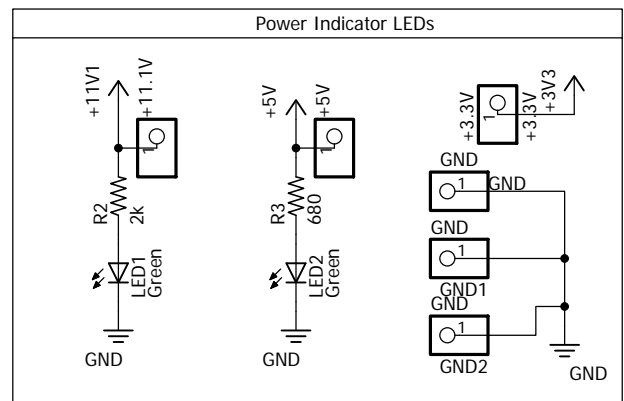 Power Indicator LEDs
+11V1
+11.1V
1
R2
2k
LED1
Green
GND
+5V
+5V
1
R3
680
LED2
Green
GND
+3.3V
1
+3.3V
+3V3
GND
1
GND
GND
1
GND1
GND
1
GND2
GND